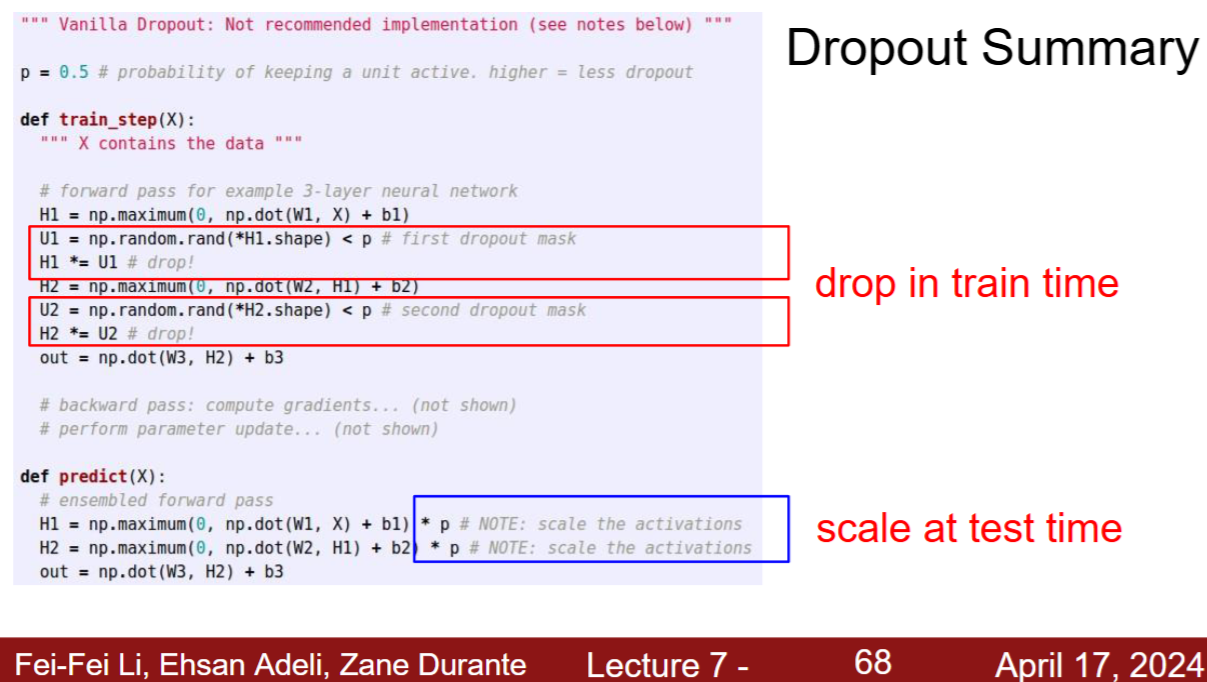 """ Vanilla Dropout: Not recommended implementation (see notes below) """
Dropout Summary
p = 0.5 # probability of keeping a unit active. higher = less dropout
def train_step(X):
""" X contains the data """
# forward pass for example 3-layer neural network
H1 = np.maximum(0, np.dot(W1, X) + b1)
U1 = np.random.rand(*H1.shape) < p # first dropout mask
H1 *= U1 # drop!
H2 = np.maximum(0, np.dot(W2, H1) + b2)
U2 = np.random.rand(*H2.shape) < p # second dropout mask
H2 *= U2 # drop!
out = np.dot(W3, H2) + b3
drop in train time
# backward pass: compute gradients... (not shown)
# perform parameter update... (not shown)
def predict(X):
# ensembled forward pass
H1 = np.maximum(0, np.dot(W1, X) + b1) * p # NOTE: scale the activations
H2 = np.maximum(0, np.dot(W2, H1) + b2) * p # NOTE: scale the activations
out = np.dot(W3, H2) + b3
scale at test time
Fei-Fei Li, Ehsan Adeli, Zane Durante Lecture 7 - 68 April 17, 2024